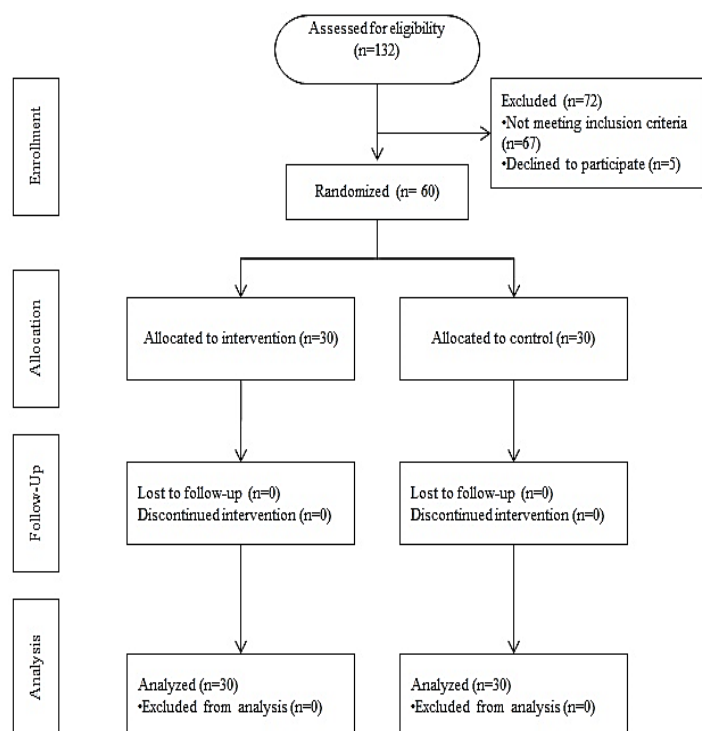 Assessed for eligibility
(n=132)
Enrollment
Excluded (n=72)
•Not meeting inclusion criteria
(n=67)
•Declined to participate (n=5)
Randomized (n= 60)
Allocation
Allocated to intervention (n=30)
Allocated to control (n=30)
Follow-Up
Lost to follow-up (n=0)
Discontinued intervention (n=0)
Lost to follow-up (n=0)
Discontinued intervention (n=0)
Analysis
Analyzed (n=30)
•Excluded from analysis (n=0)
Analyzed (n=30)
•Excluded from analysis (n=0)